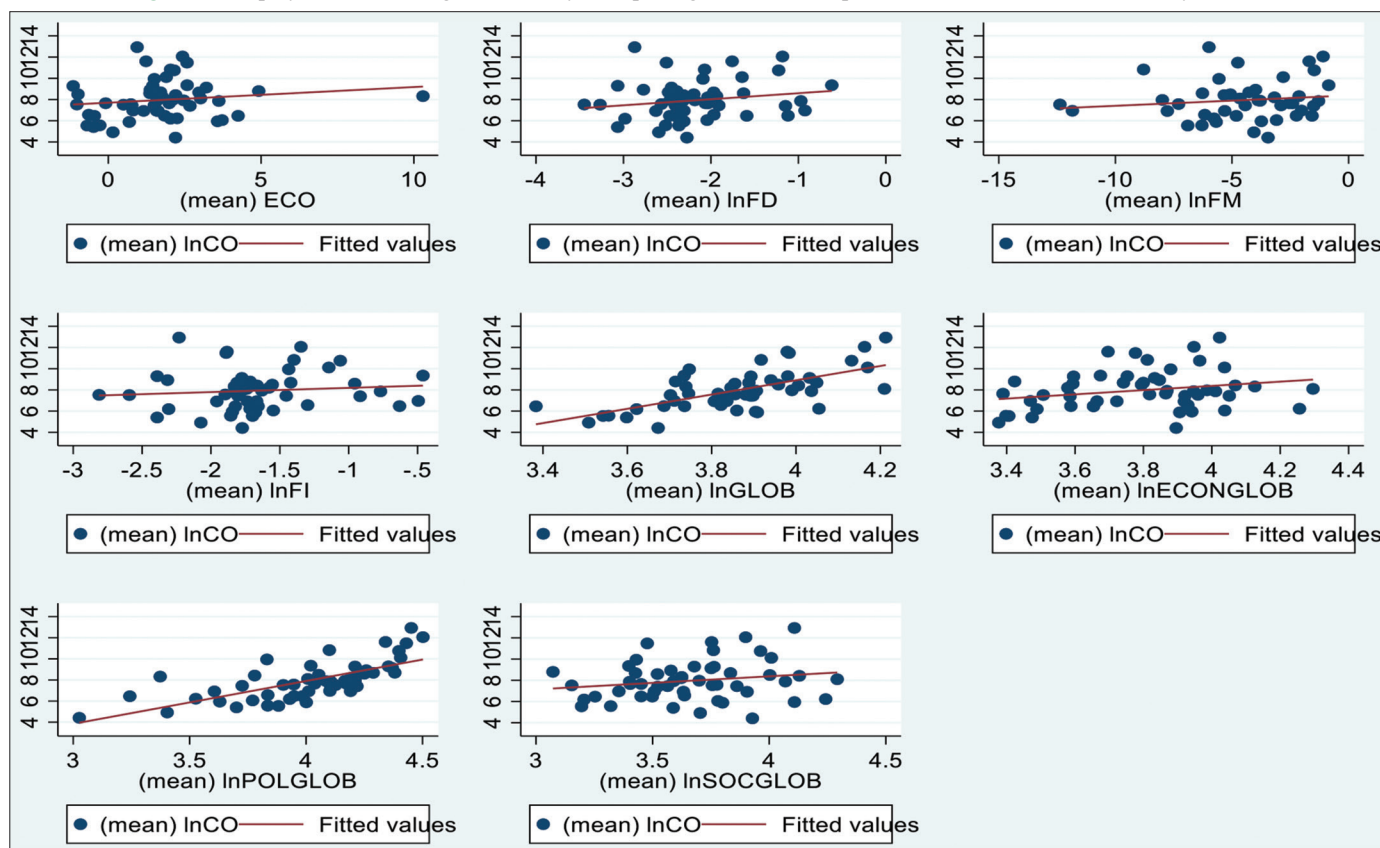 4 6 8 101214
0 5 10
(mean) ECO
(mean) lnCO Fitted values
4 6 8 101214
-4 -3 -2 -1 0
(mean) lnFD
(mean) lnCO Fitted values
4 6 8 101214
-15 -10 -5 0
(mean) lnFM
(mean) lnCO Fitted values
4 6 8 101214
-3 -2.5 -2 -1.5 -1 -.5
(mean) lnFI
(mean) lnCO Fitted values
4 6 8 101214
3.4 3.6 3.8 4 4.2
(mean) lnGLOB
(mean) lnCO Fitted values
4 6 8 101214
3.4 3.6 3.8 4 4.2 4.4
(mean) lnECONGLOB
(mean) lnCO Fitted values
4 6 8 101214
3 3.5 4 4.5
(mean) lnPOLGLOB
(mean) lnCO Fitted values
4 6 8 101214
3 3.5 4 4.5
(mean) lnSOCGLOB
(mean) lnCO Fitted values